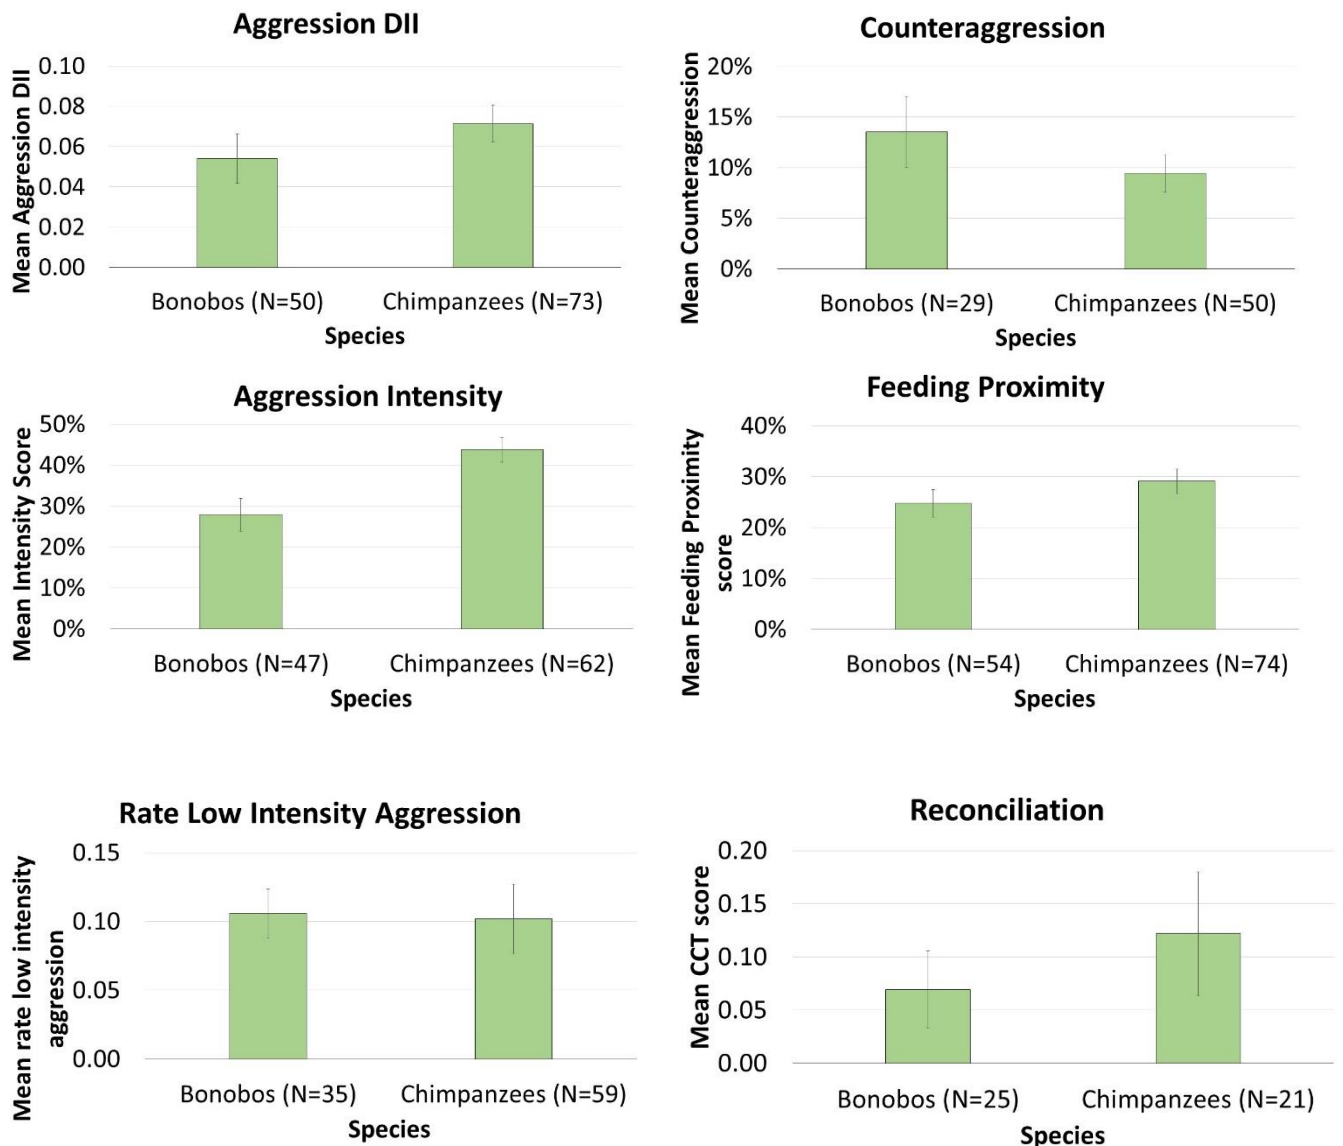 Aggression DII
Mean Aggression DII
0.10
0.08
0.06
0.04
0.02
0.00
Bonobos (N=50) Chimpanzees (N=73)
Species
Counteraggression
Mean Counteraggression
20%
15%
10%
5%
0%
Bonobos (N=29) Chimpanzees (N=50)
Species
Aggression Intensity
Mean Intensity Score
50%
40%
30%
20%
10%
0%
Bonobos (N=47) Chimpanzees (N=62)
Species
Feeding Proximity
Mean Feeding Proximity
score
40%
30%
20%
10%
0%
Bonobos (N=54) Chimpanzees (N=74)
Species
Rate Low Intensity Aggression
Mean rate low intensity
aggression
0.15
0.10
0.05
0.00
Bonobos (N=35) Chimpanzees (N=59)
Species
Reconciliation
Mean CCT score
0.20
0.15
0.10
0.05
0.00
Bonobos (N=25) Chimpanzees (N=21)
Species